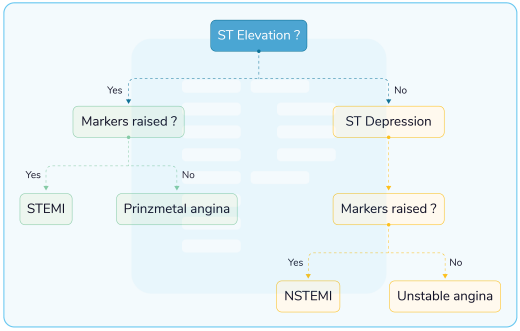 ST Elevation ?
Yes
No
Markers raised ?
ST Depression
Yes
No
STEMI
Prinzmetal angina
Markers raised ?
Yes
No
NSTEMI
Unstable angina